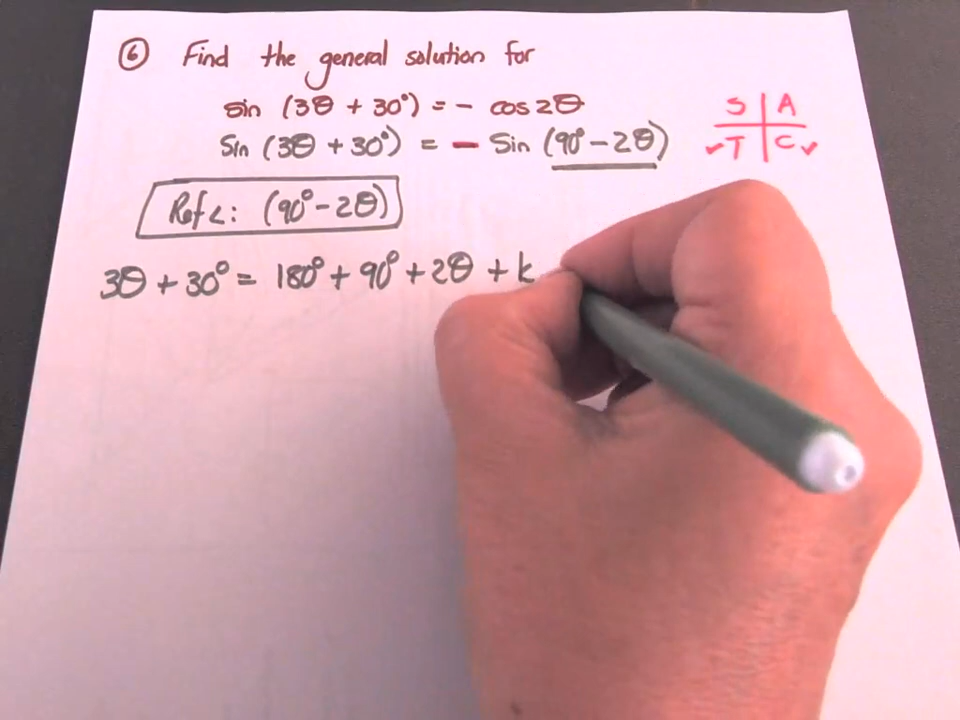 6 Find the general solution for
sin (3θ + 30°) = - cos 2θ
Sin (3θ + 30°) = - Sin (90° - 2θ)
S A
T C
Ref <: (90° - 2θ)
3θ + 30° = 180° + 90° + 2θ + k